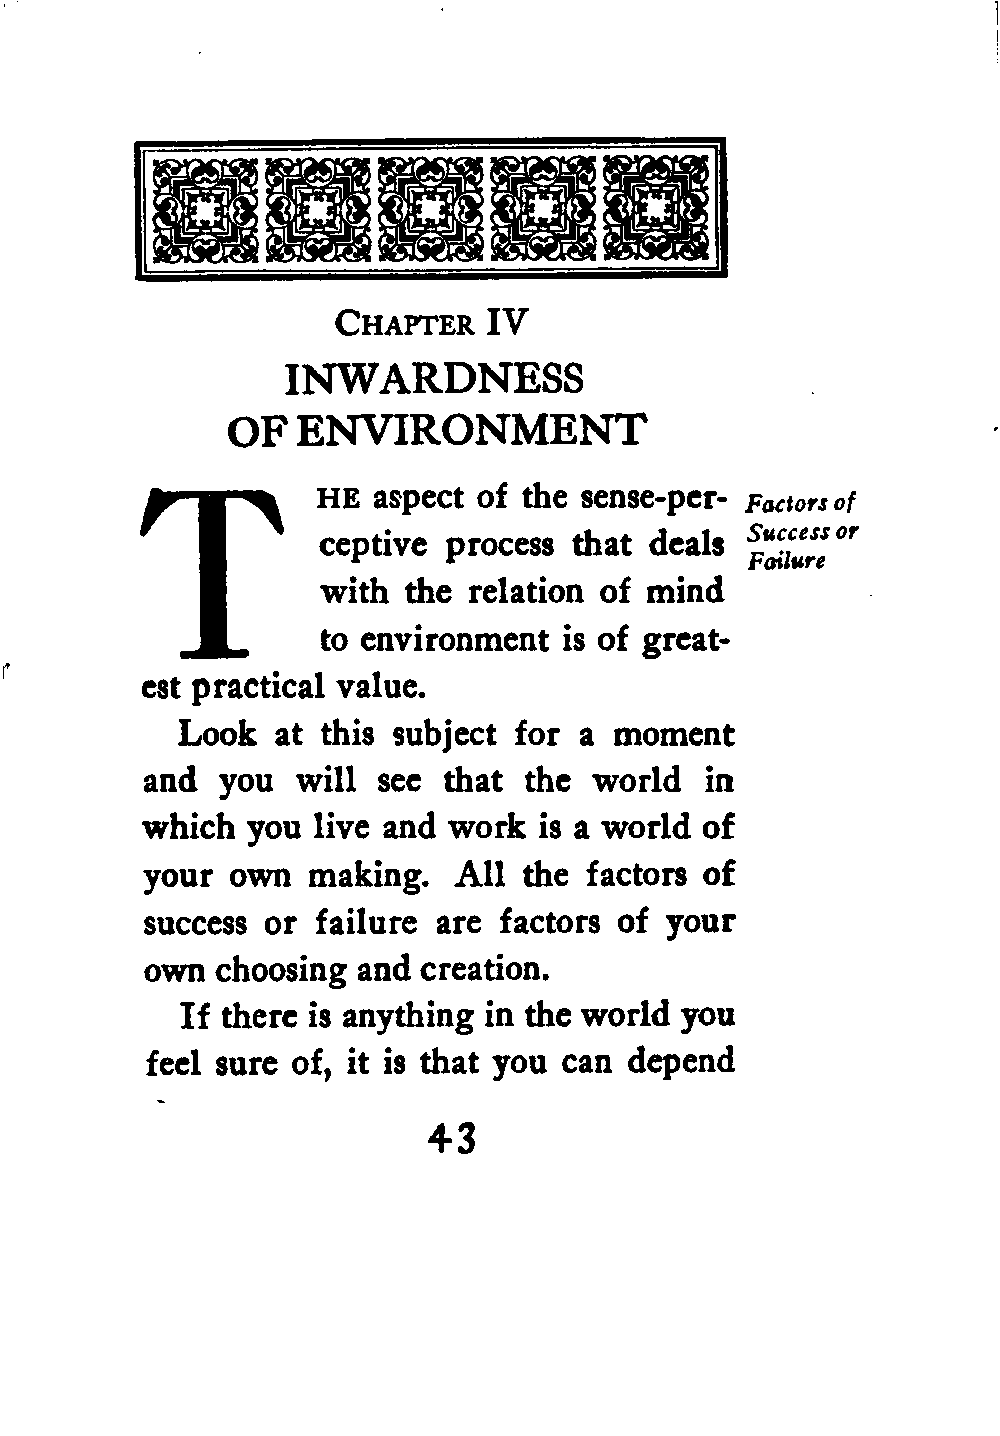 CHAPTER IV
INWARDNESS
OF ENVIRONMENT
THE aspect of the sense-per-
ceptive process that deals
with the relation of mind
to environment is of great-
est practical value.
Factors of
Success or
Failure
Look at this subject for a moment
and you will see that the world in
which you live and work is a world of
your own making. All the factors of
success or failure are factors of your
own choosing and creation.
If there is anything in the world you
feel sure of, it is that you can depend
43